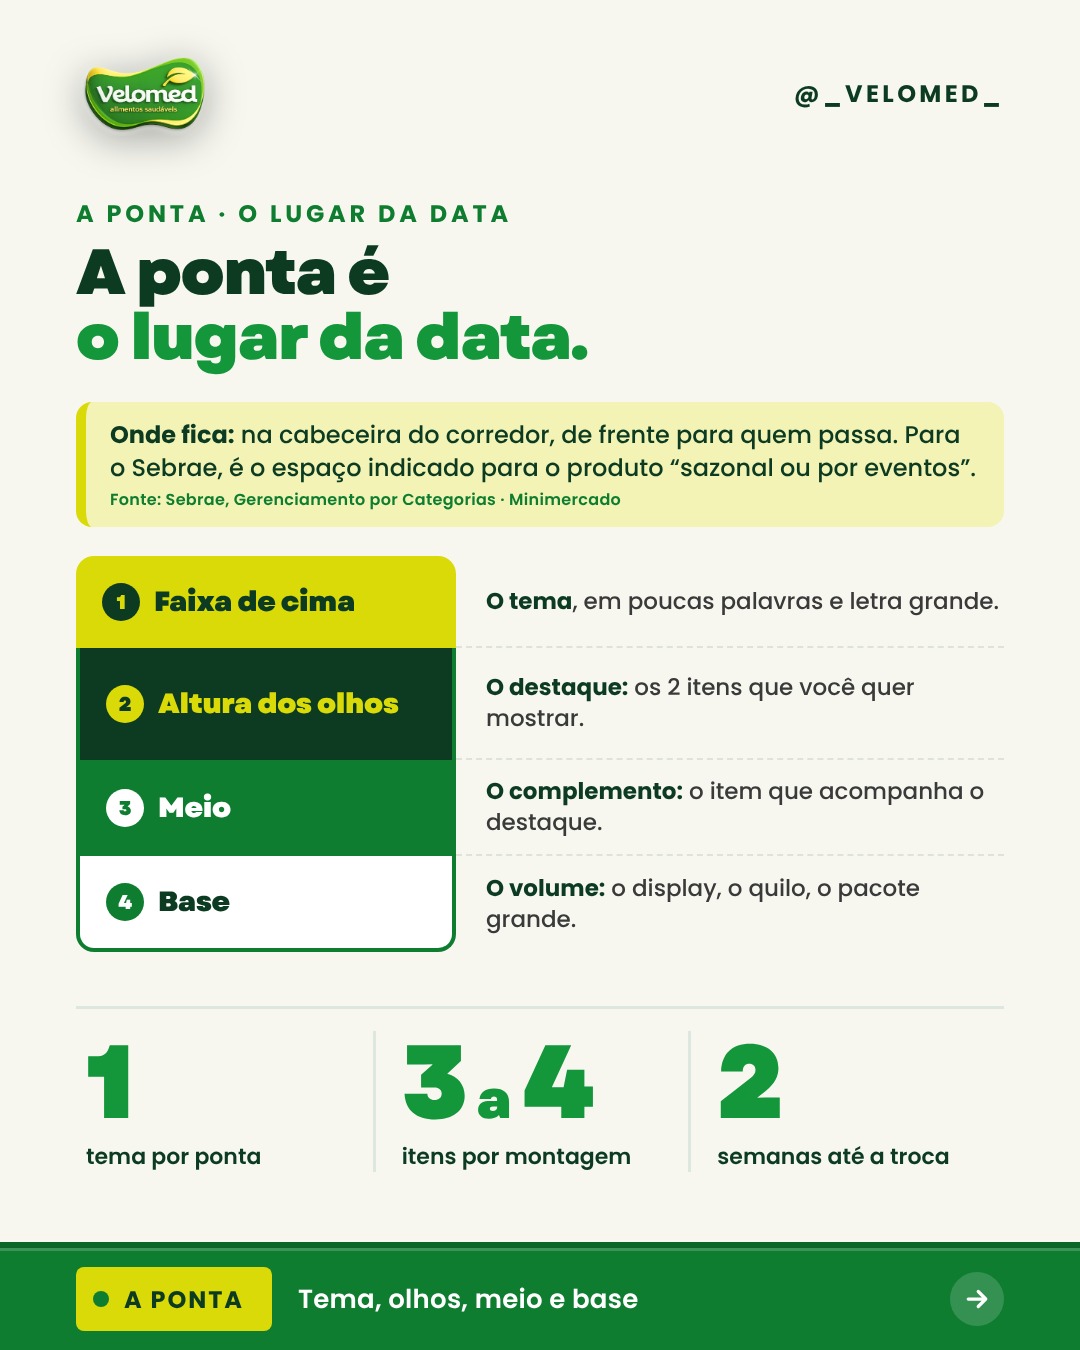 Velomed
alimentos saudáveis
@_VELOMED_
A PONTA · O LUGAR DA DATA
A ponta é
o lugar da data.
Onde fica: na cabeceira do corredor, de frente para quem passa. Para
o Sebrae, é o espaço indicado para o produto “sazonal ou por eventos”.
Fonte: Sebrae, Gerenciamento por Categorias · Minimercado
1 Faixa de cima
O tema, em poucas palavras e letra grande.
2 Altura dos olhos
O destaque: os 2 itens que você quer
mostrar.
3 Meio
O complemento: o item que acompanha o
destaque.
4 Base
O volume: o display, o quilo, o pacote
grande.
1
tema por ponta
3 a 4
itens por montagem
2
semanas até a troca
A PONTA
Tema, olhos, meio e base